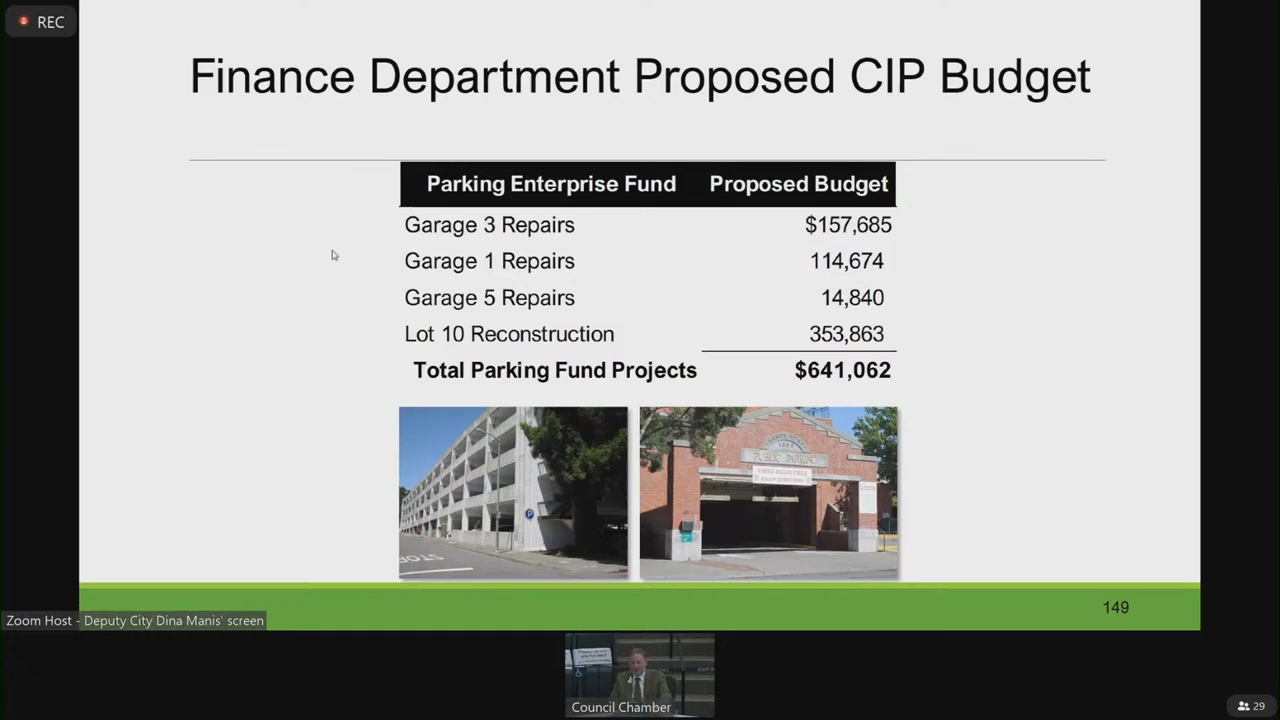 REC
Finance Department Proposed CIP Budget
Parking Enterprise Fund Proposed Budget
Garage 3 Repairs $157,685
Garage 1 Repairs 114,674
Garage 5 Repairs 14,840
Lot 10 Reconstruction 353,863
Total Parking Fund Projects $641,062
STOP
P
PUBLIC PARKING
149
Zoom Host - Deputy City Dina Manis' screen
Council Chamber
29